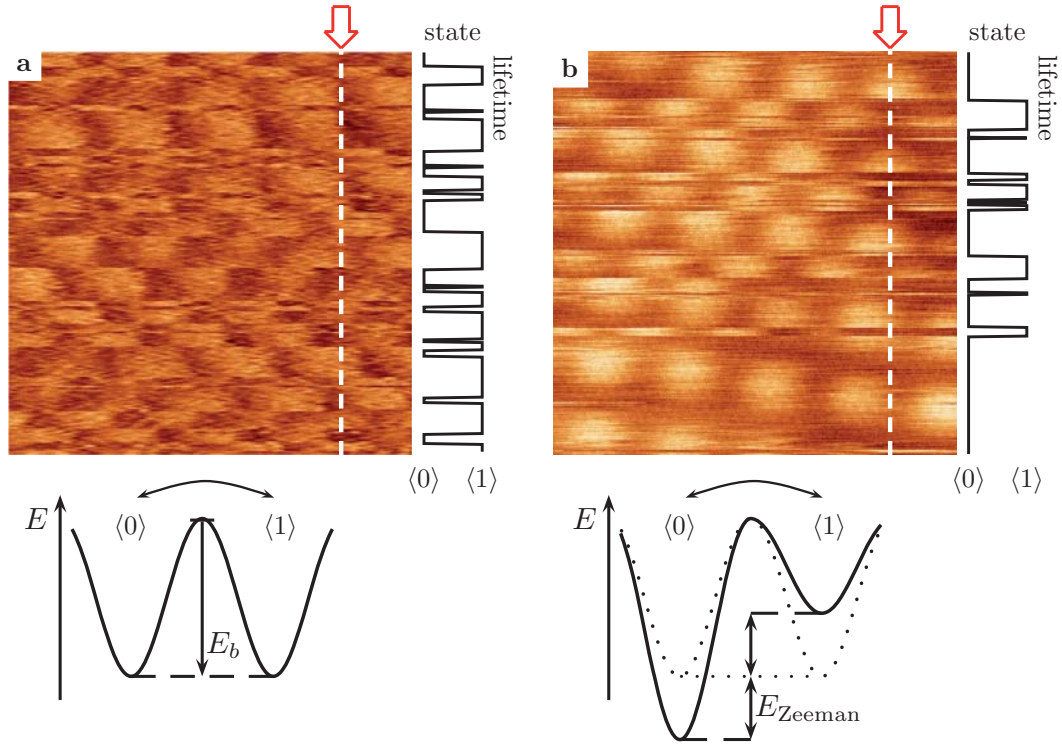 a
state
lifetime
⟨0⟩ ⟨1⟩
E
⟨0⟩ ⟨1⟩
E_b
b
state
lifetime
⟨0⟩ ⟨1⟩
E
⟨0⟩ ⟨1⟩
E_Zeeman